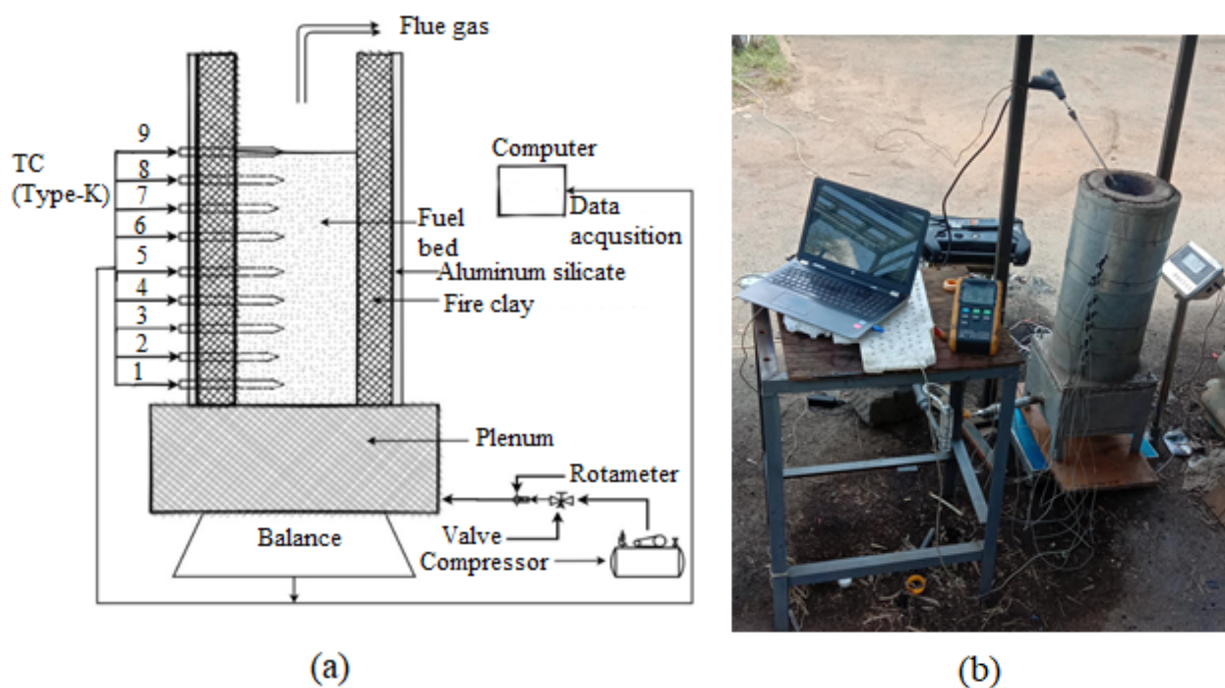 Flue gas
9
TC
(Type-K)
8
7
6
5
4
3
2
1
Computer
Data
acqusition
Fuel
bed
Aluminum silicate
Fire clay
Plenum
Rotameter
Valve
Compressor
Balance
(a)
(b)